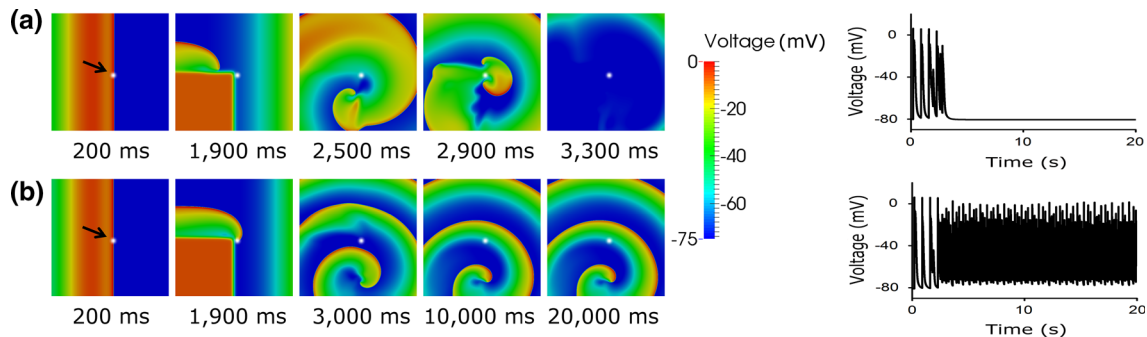 (a)
200 ms 1,900 ms 2,500 ms 2,900 ms 3,300 ms
Voltage (mV)
0
-20
-40
-60
-75
Voltage (mV)
0
-40
-80
0 10 20
Time (s)
(b)
200 ms 1,900 ms 3,000 ms 10,000 ms 20,000 ms
Voltage (mV)
0
-40
-80
0 10 20
Time (s)